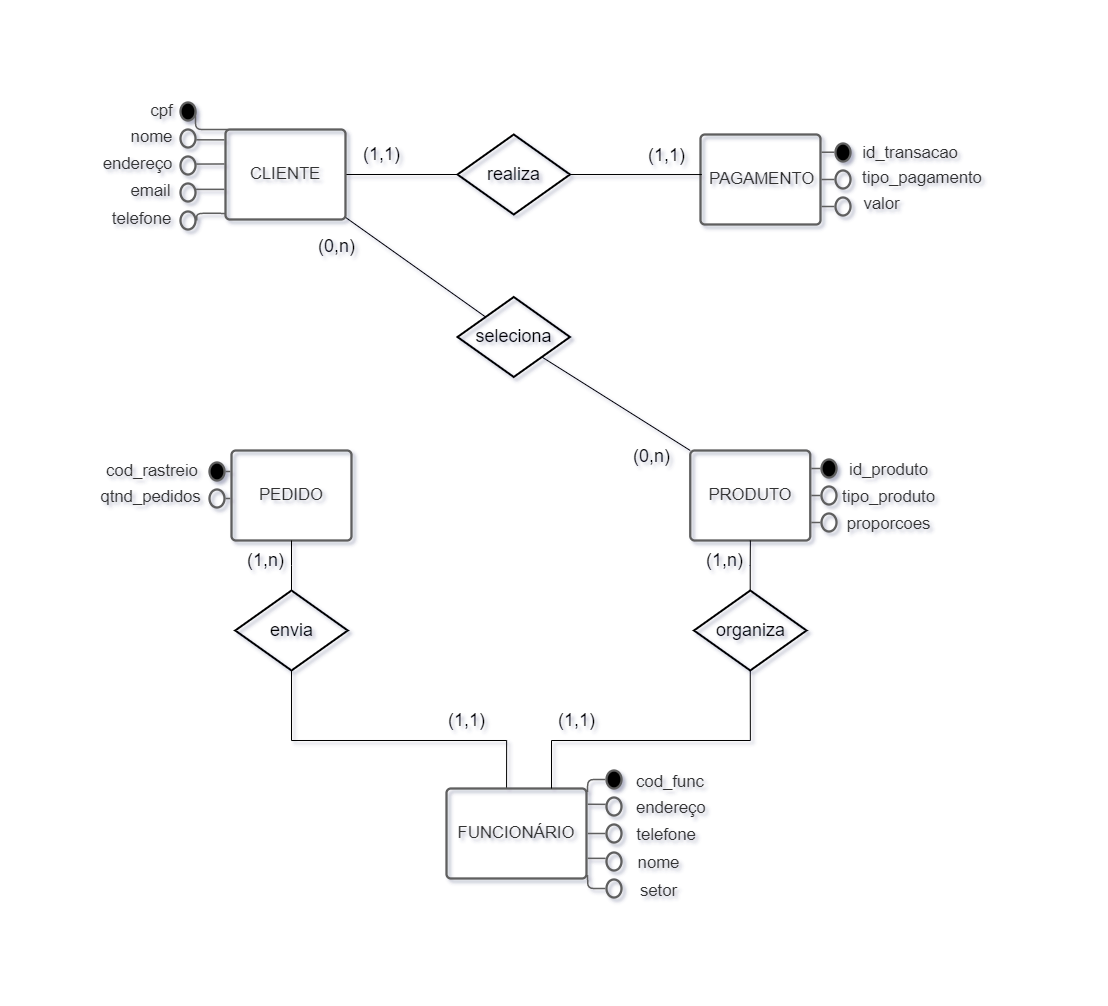 cpf
nome
endereço
email
telefone
CLIENTE
(1,1)
realiza
(1,1)
PAGAMENTO
id_transacao
tipo_pagamento
valor
(0,n)
seleciona
(0,n)
cod_rastreio
qtnd_pedidos
PEDIDO
PRODUTO
id_produto
tipo_produto
proporcoes
(1,n)
(1,n)
envia
organiza
(1,1)
(1,1)
FUNCIONÁRIO
cod_func
endereço
telefone
nome
setor